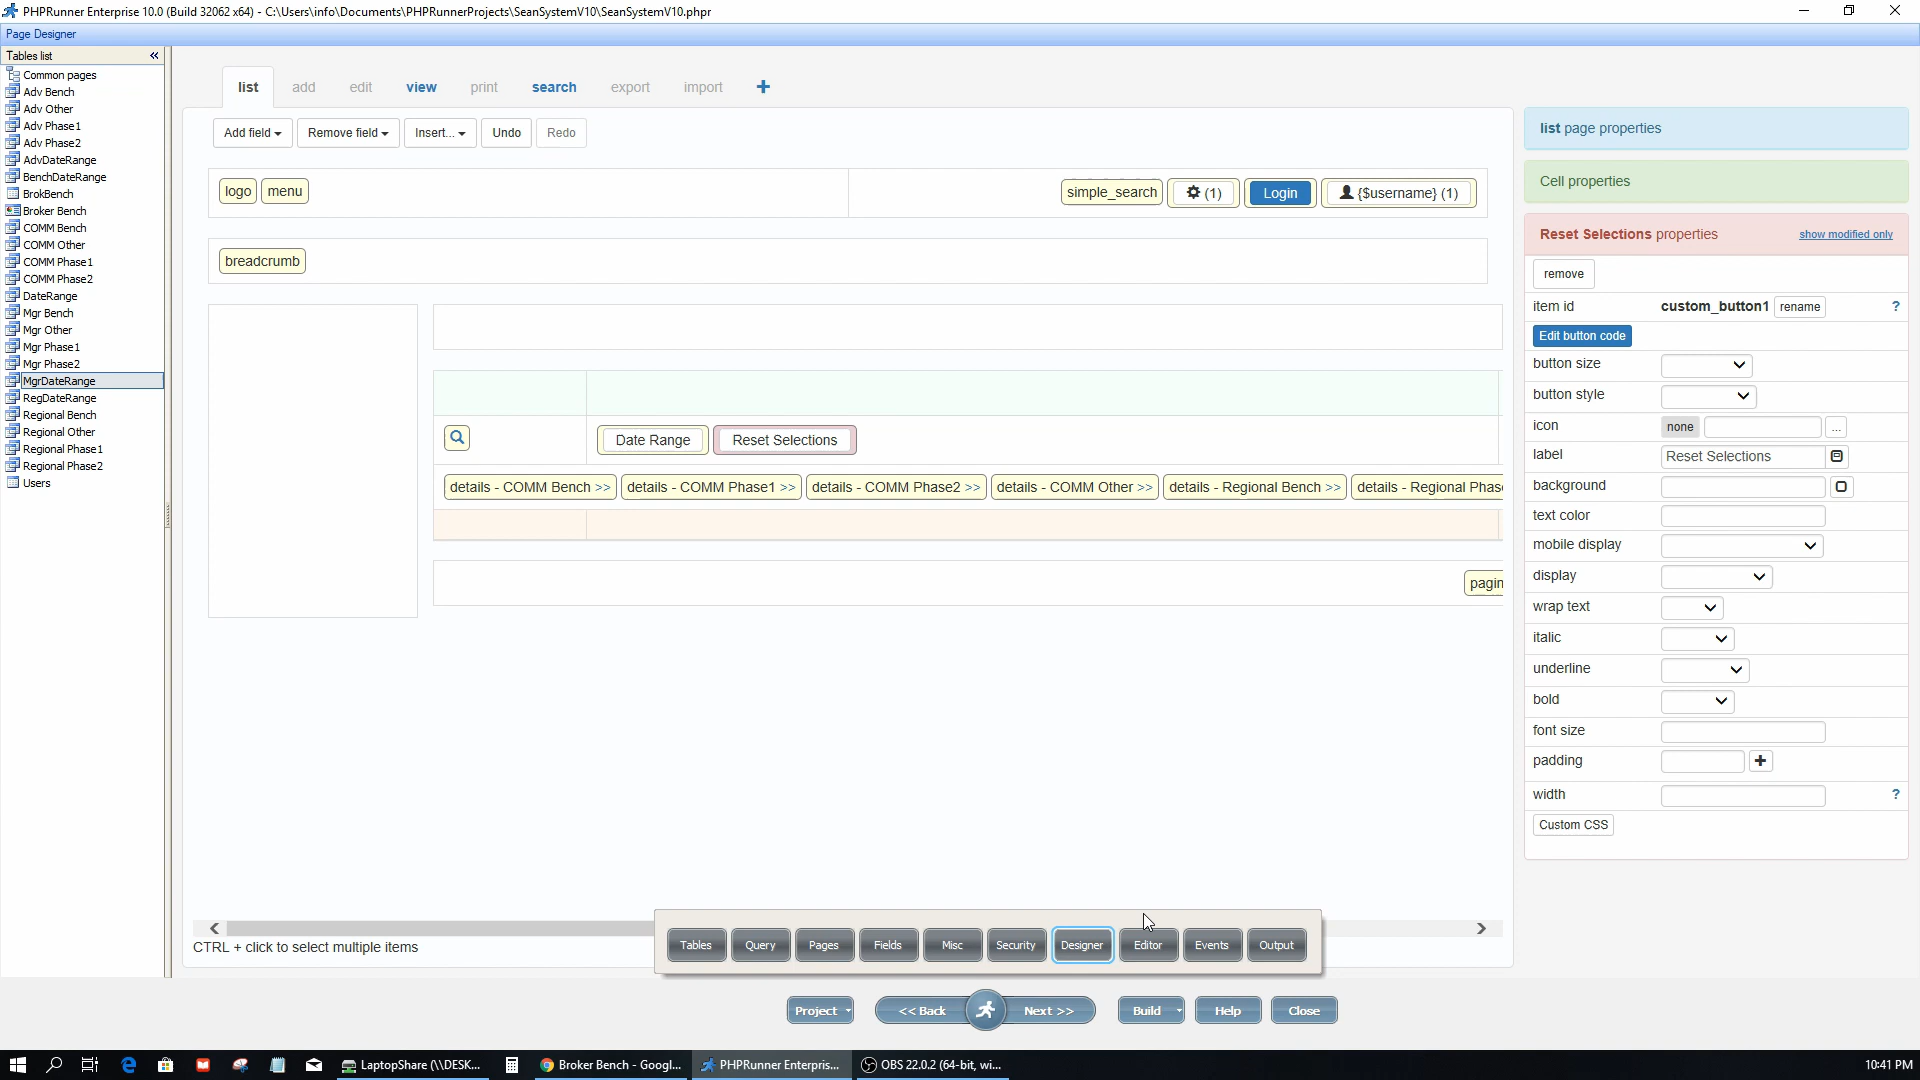 PHPRunner Enterprise 10.0 (Build 32062 x64) - C:\Users\info\Documents\PHPRunnerProjects\SeanSystemV10\SeanSystemV10.phpr
Page Designer
Tables list
Common pages
Adv Bench
Adv Other
Adv Phase1
Adv Phase2
AdvDateRange
BenchDateRange
BrokBench
Broker Bench
COMM Bench
COMM Other
COMM Phase1
COMM Phase2
DateRange
Mgr Bench
Mgr Other
Mgr Phase1
Mgr Phase2
MgrDateRange
RegDateRange
Regional Bench
Regional Other
Regional Phase1
Regional Phase2
Users
list add edit view print search export import +
Add field Remove field Insert... Undo Redo
logo menu simple_search (1) Login {$username} (1)
breadcrumb
Date Range Reset Selections
details - COMM Bench >> details - COMM Phase1 >> details - COMM Phase2 >> details - COMM Other >> details - Regional Bench >> details - Regional Phase
pagin
CTRL + click to select multiple items
list page properties
Cell properties
Reset Selections properties show modified only
remove
item id custom_button1 rename ?
Edit button code
button size
button style
icon none ...
label Reset Selections
background
text color
mobile display
display
wrap text
italic
underline
bold
font size
padding +
width ?
Custom CSS
Tables Query Pages Fields Misc Security Designer Editor Events Output
Project << Back Next >> Build Help Close
LaptopShare (\\DESK... Broker Bench - Googl... PHPRunner Enterpris... OBS 22.0.2 (64-bit, wi... 10:41 PM